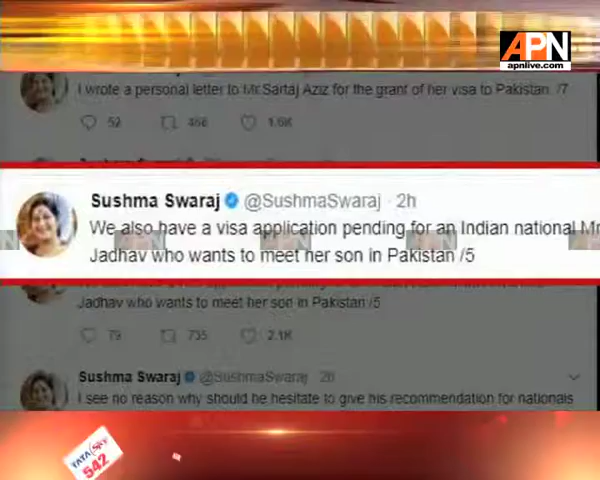 APN
apnlive.com
I wrote a personal letter to Mr.Sartaj Aziz for the grant of her visa to Pakistan. /7
52 466 1.6K
Sushma Swaraj @SushmaSwaraj · 2h
We also have a visa application pending for an Indian national Mr
Jadhav who wants to meet her son in Pakistan /5
Jadhav who wants to meet her son in Pakistan /5
79 735 2.1K
Sushma Swaraj @SushmaSwaraj 2h
I see no reason why should he hesitate to give his recommendation for nationals
TATA SKY
542